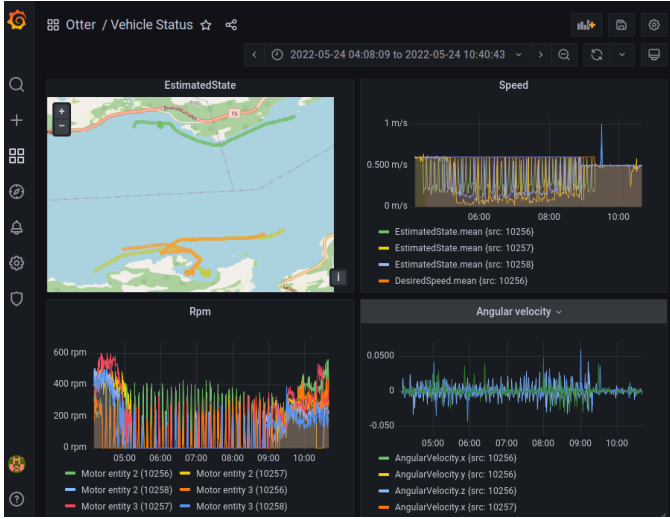 Otter / Vehicle Status
2022-05-24 04:08:09 to 2022-05-24 10:40:43
EstimatedState
+
−
15
i
Speed
1 m/s
0.500 m/s
0 m/s
06:00 08:00 10:00
EstimatedState.mean {src: 10256}
EstimatedState.mean {src: 10257}
EstimatedState.mean {src: 10258}
DesiredSpeed.mean {src: 10256}
Rpm
600 rpm
400 rpm
200 rpm
0 rpm
05:00 06:00 07:00 08:00 09:00 10:00
Motor entity 2 (10256) Motor entity 2 (10257)
Motor entity 2 (10258) Motor entity 3 (10256)
Motor entity 3 (10257) Motor entity 3 (10258)
Angular velocity
0.0500
0
-0.050
05:00 06:00 07:00 08:00 09:00 10:00
AngularVelocity.x {src: 10256}
AngularVelocity.y {src: 10256}
AngularVelocity.x {src: 10256}
AngularVelocity.x {src: 10257}